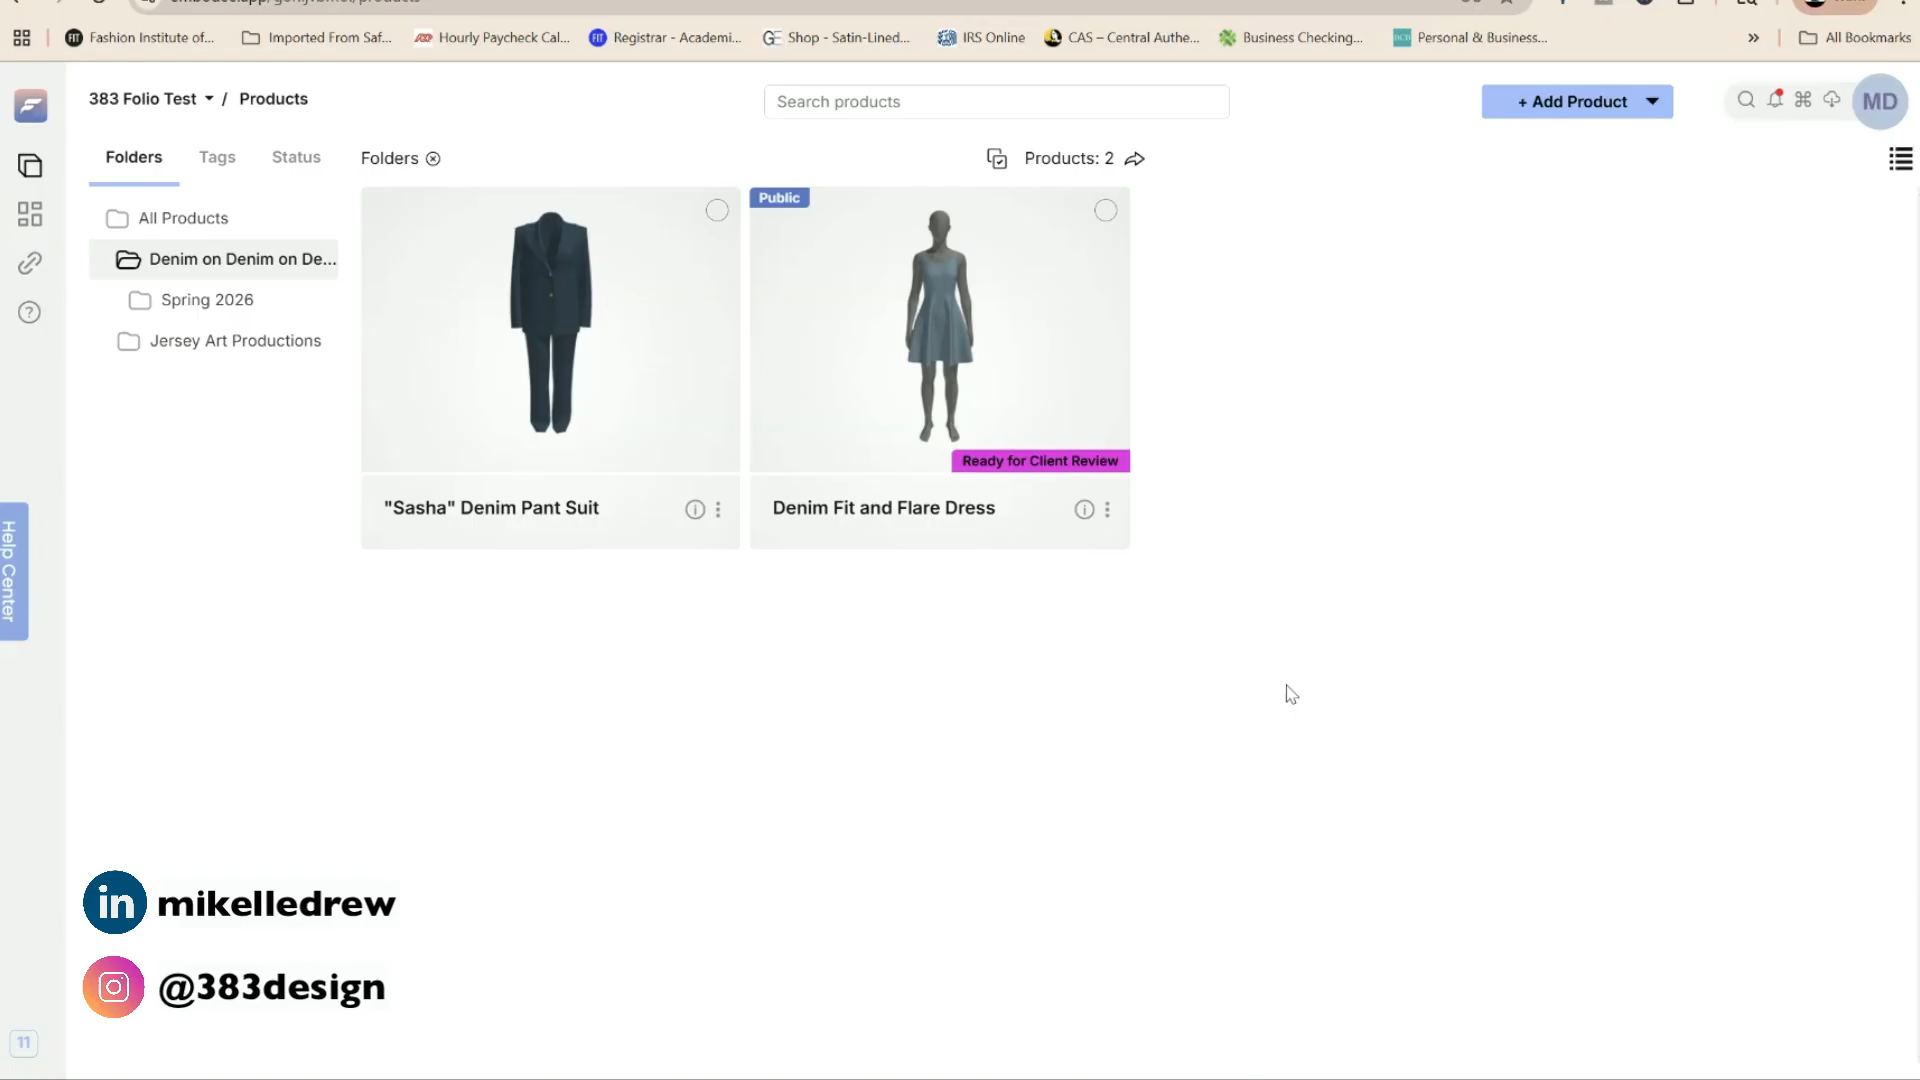 Fashion Institute of...
Imported From Saf...
Hourly Paycheck Cal...
Registrar - Academi...
Shop - Satin-Lined...
IRS Online
CAS – Central Authe...
Business Checking...
Personal & Business...
All Bookmarks
383 Folio Test / Products
Search products
+ Add Product
MD
Folders
Tags
Status
Folders
Products: 2
All Products
Denim on Denim on De...
Spring 2026
Jersey Art Productions
Public
Ready for Client Review
"Sasha" Denim Pant Suit
Denim Fit and Flare Dress
Help Center
in mikelledrew
@383design
11